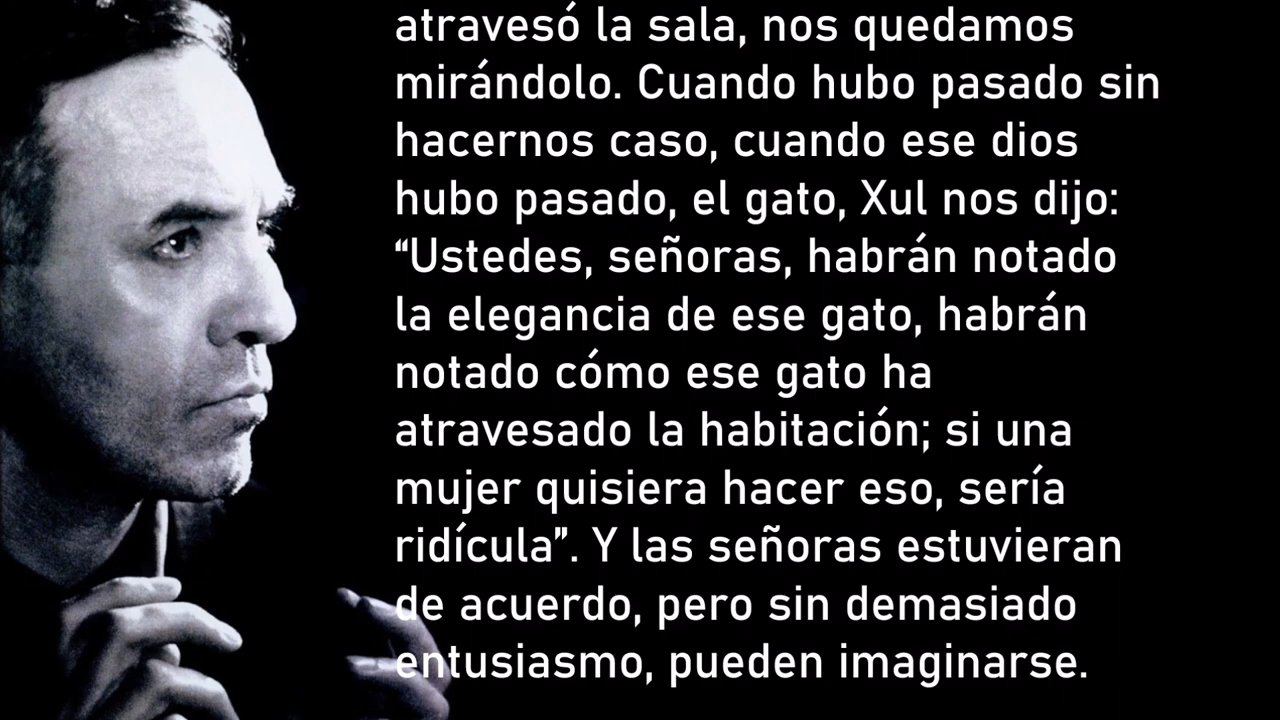 atravesó la sala, nos quedamos
mirándolo. Cuando hubo pasado sin
hacernos caso, cuando ese dios
hubo pasado, el gato, Xul nos dijo:
“Ustedes, señoras, habrán notado
la elegancia de ese gato, habrán
notado cómo ese gato ha
atravesado la habitación; si una
mujer quisiera hacer eso, sería
ridícula”. Y las señoras estuvieran
de acuerdo, pero sin demasiado
entusiasmo, pueden imaginarse.